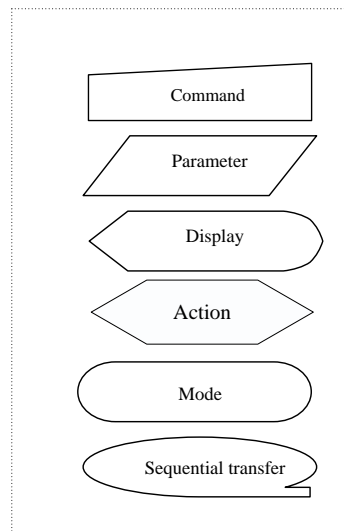 Command
Parameter
Display
Action
Mode
Sequential transfer